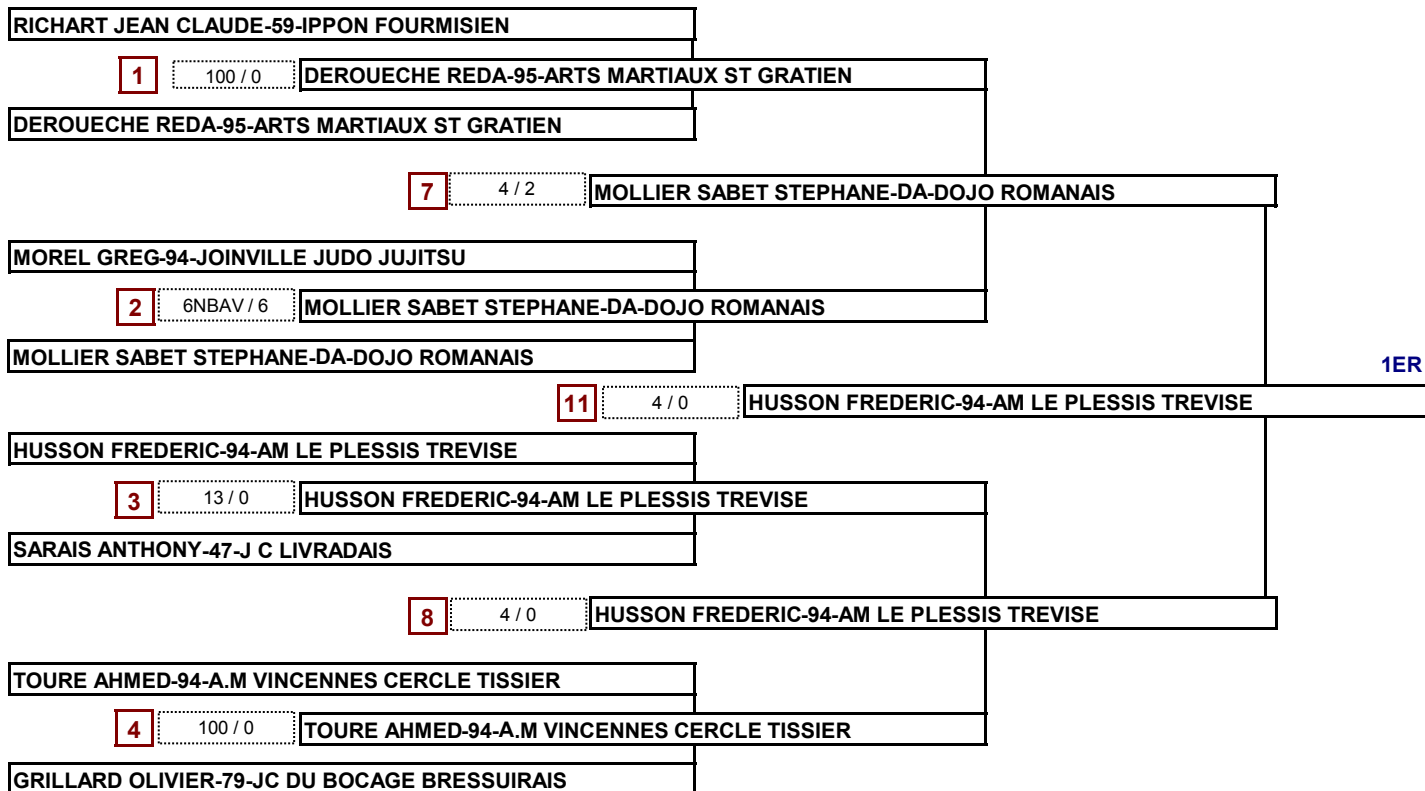 RICHART JEAN CLAUDE-59-IPPON FOURMISIEN
1 100 / 0 DEROUECHE REDA-95-ARTS MARTIAUX ST GRATIEN
DEROUECHE REDA-95-ARTS MARTIAUX ST GRATIEN
7 4 / 2 MOLLIER SABET STEPHANE-DA-DOJO ROMANAIS
MOREL GREG-94-JOINVILLE JUDO JUJITSU
2 6NBAV / 6 MOLLIER SABET STEPHANE-DA-DOJO ROMANAIS
MOLLIER SABET STEPHANE-DA-DOJO ROMANAIS
1ER
11 4 / 0 HUSSON FREDERIC-94-AM LE PLESSIS TREVISE
HUSSON FREDERIC-94-AM LE PLESSIS TREVISE
3 13 / 0 HUSSON FREDERIC-94-AM LE PLESSIS TREVISE
SARAIS ANTHONY-47-J C LIVRADAIS
8 4 / 0 HUSSON FREDERIC-94-AM LE PLESSIS TREVISE
TOURE AHMED-94-A.M VINCENNES CERCLE TISSIER
4 100 / 0 TOURE AHMED-94-A.M VINCENNES CERCLE TISSIER
GRILLARD OLIVIER-79-JC DU BOCAGE BRESSUIRAIS